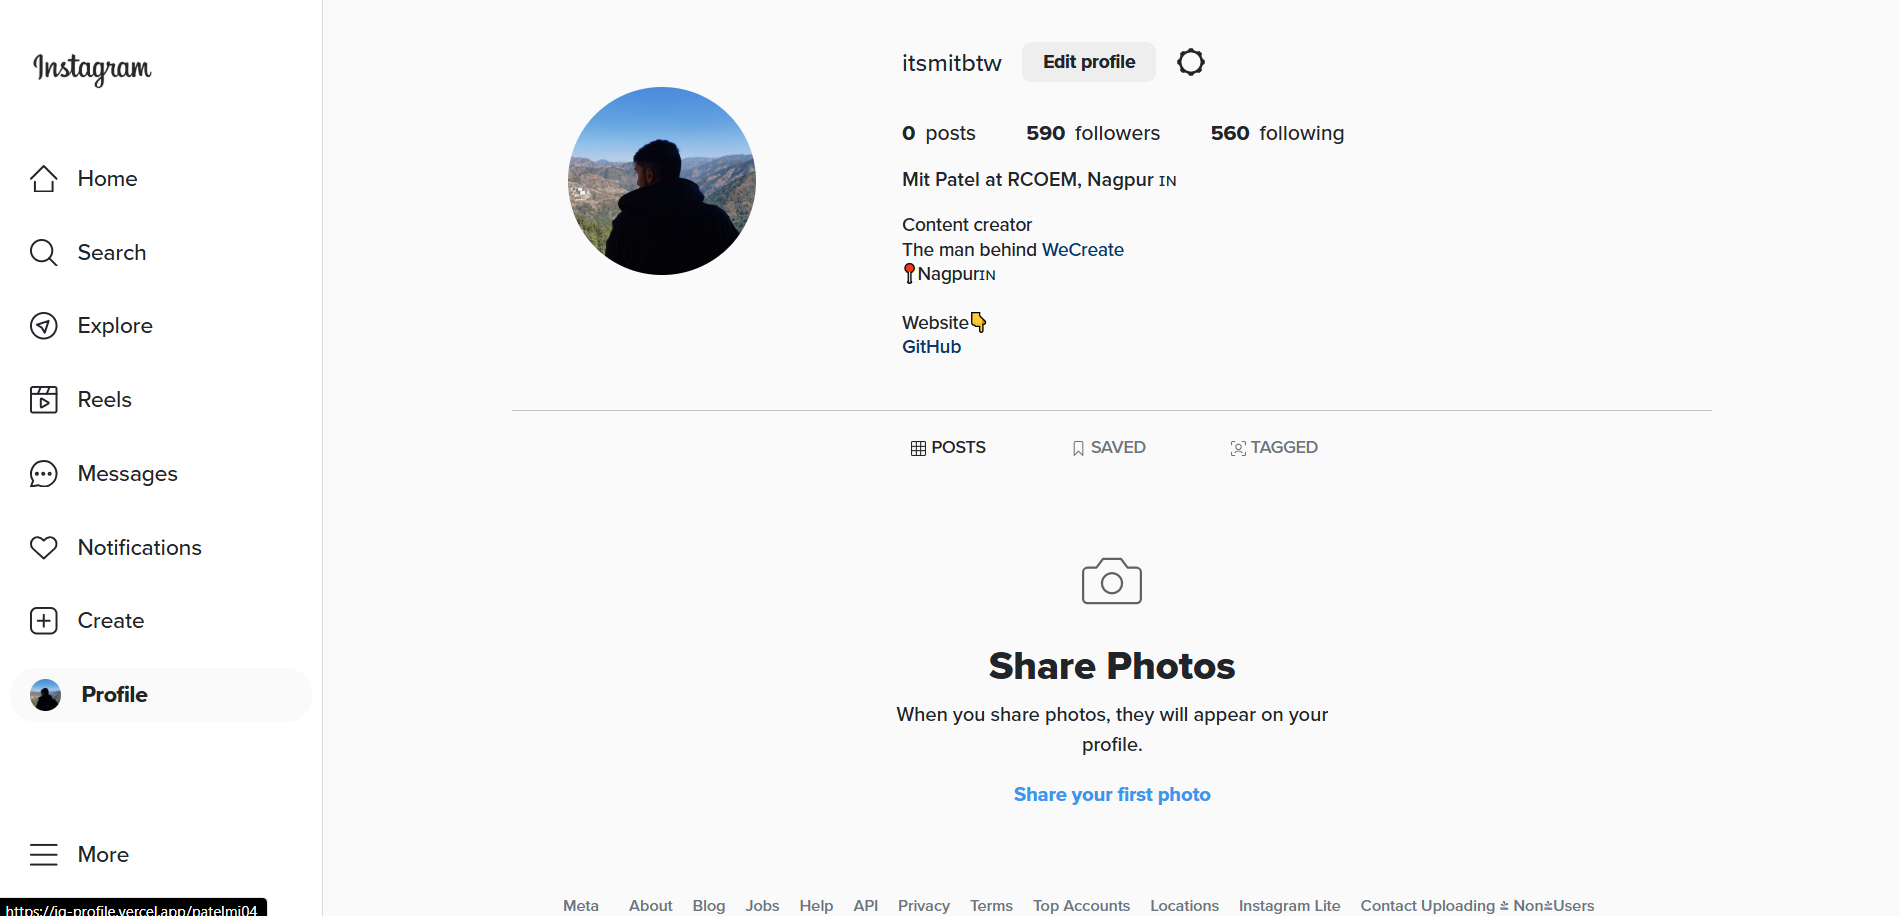 Instagram
Home
Search
Explore
Reels
Messages
Notifications
Create
Profile
More
itsmitbtw Edit profile
0 posts 590 followers 560 following
Mit Patel at RCOEM, Nagpur IN
Content creator
The man behind WeCreate
📍NagpurIN
Website👇
GitHub
POSTS SAVED TAGGED
Share Photos
When you share photos, they will appear on your
profile.
Share your first photo
Meta About Blog Jobs Help API Privacy Terms Top Accounts Locations Instagram Lite Contact Uploading & Non-Users
https://ig-profile.vercel.app/patelmi04